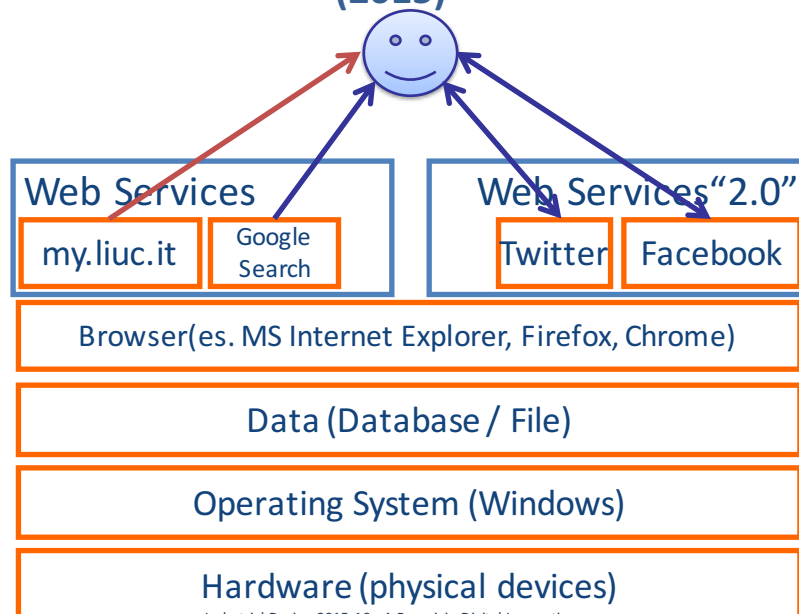 (2015)
Web Services
Web Services“2.0”
my.liuc.it
Google
Search
Twitter
Facebook
Browser(es. MS Internet Explorer, Firefox, Chrome)
Data (Database / File)
Operating System (Windows)
Hardware (physical devices)